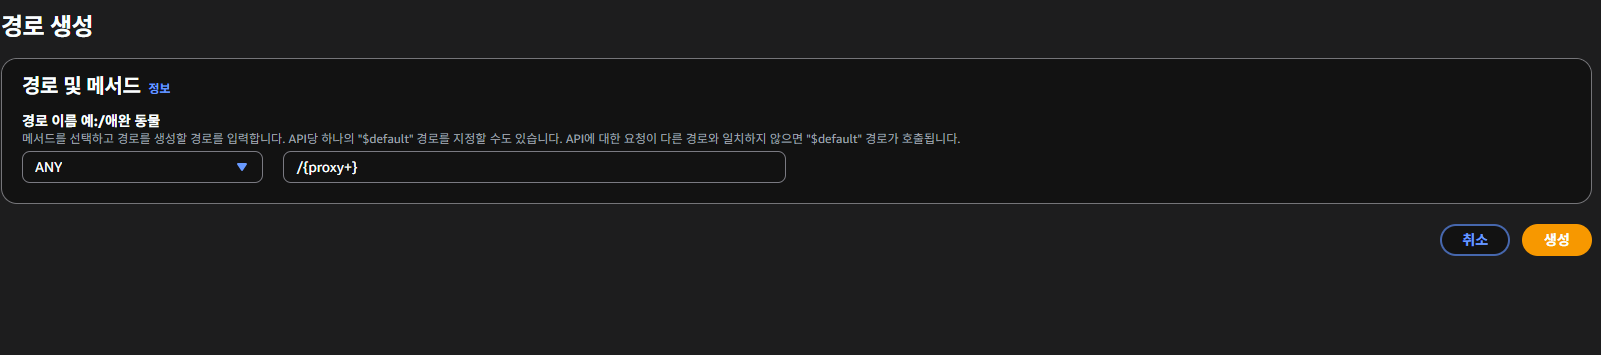 경로 생성
경로 및 메서드 정보
경로 이름 예:/애완 동물
메서드를 선택하고 경로를 생성할 경로를 입력합니다. API당 하나의 "$default" 경로를 지정할 수도 있습니다. API에 대한 요청이 다른 경로와 일치하지 않으면 "$default" 경로가 호출됩니다.
ANY /{proxy+}
취소 생성